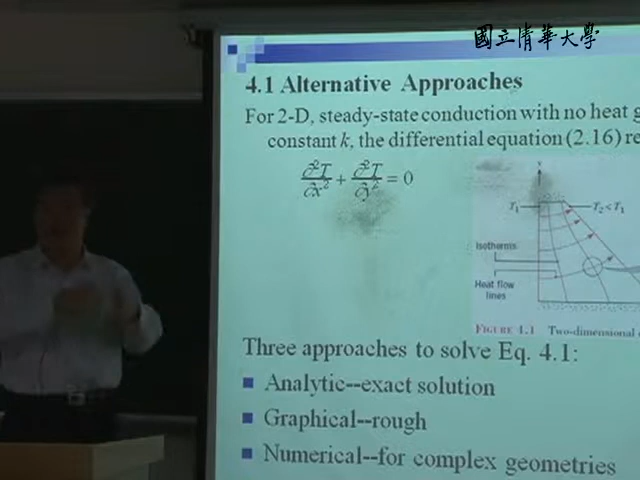 國立清華大學
4.1 Alternative Approaches
For 2-D, steady-state conduction with no heat g
constant k, the differential equation (2.16) re
∂²T/∂x² + ∂²T/∂y² = 0
y
T₁
T₂ < T₁
Isotherms
Heat flow
lines
FIGURE 4.1 Two-dimensional
Three approaches to solve Eq. 4.1:
Analytic--exact solution
Graphical--rough
Numerical--for complex geometries